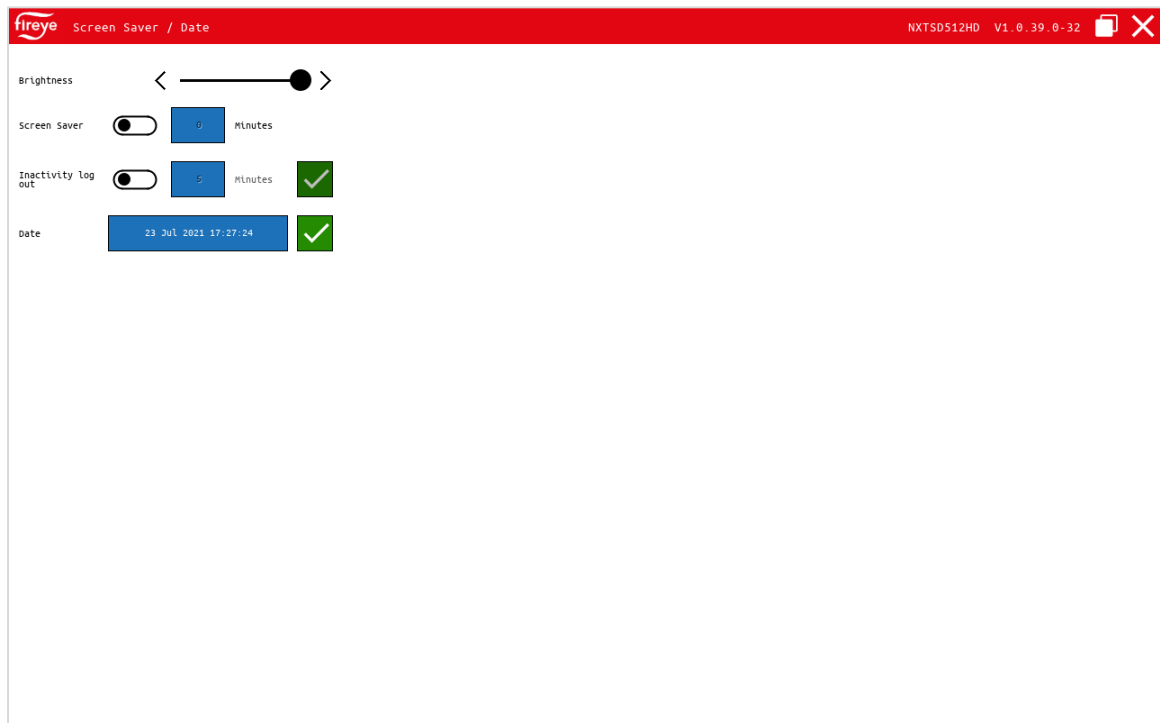 fireye Screen Saver / Date NXTSD512HD V1.0.39.0-32
Brightness
Screen Saver 0 Minutes
Inactivity log
out
5 Minutes
Date 23 Jul 2021 17:27:24